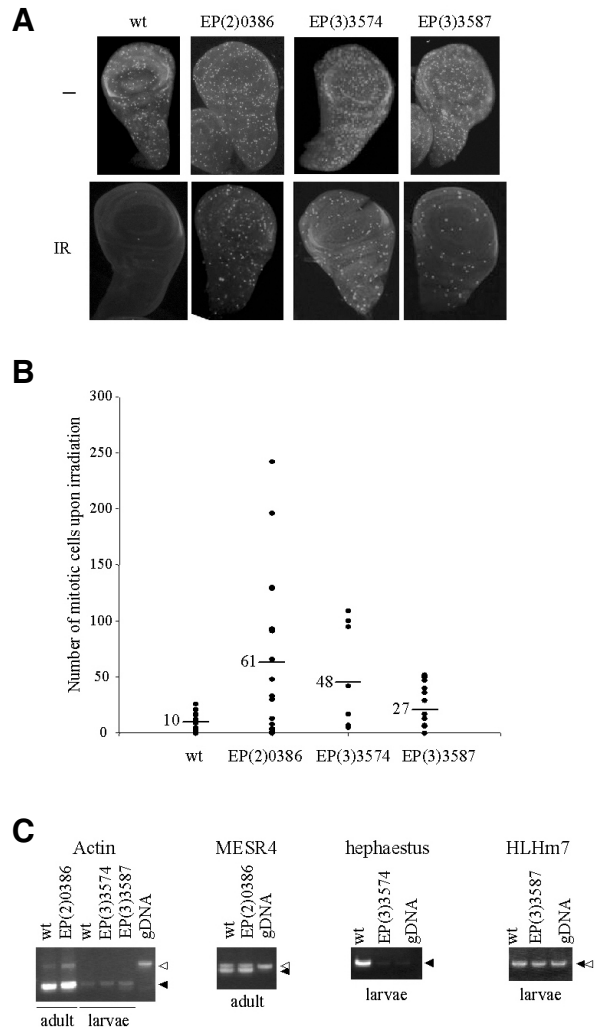 A
wt EP(2)0386 EP(3)3574 EP(3)3587
–
IR
B
Number of mitotic cells upon irradiation
300
250
200
150
100
50
0
10
61
48
27
wt EP(2)0386 EP(3)3574 EP(3)3587
C
Actin MESR4 hephaestus HLHm7
wt EP(2)0386 wt EP(3)3574 EP(3)3587 gDNA
wt EP(2)0386 gDNA
wt EP(3)3574 gDNA
wt EP(3)3587 gDNA
adult larvae adult larvae larvae